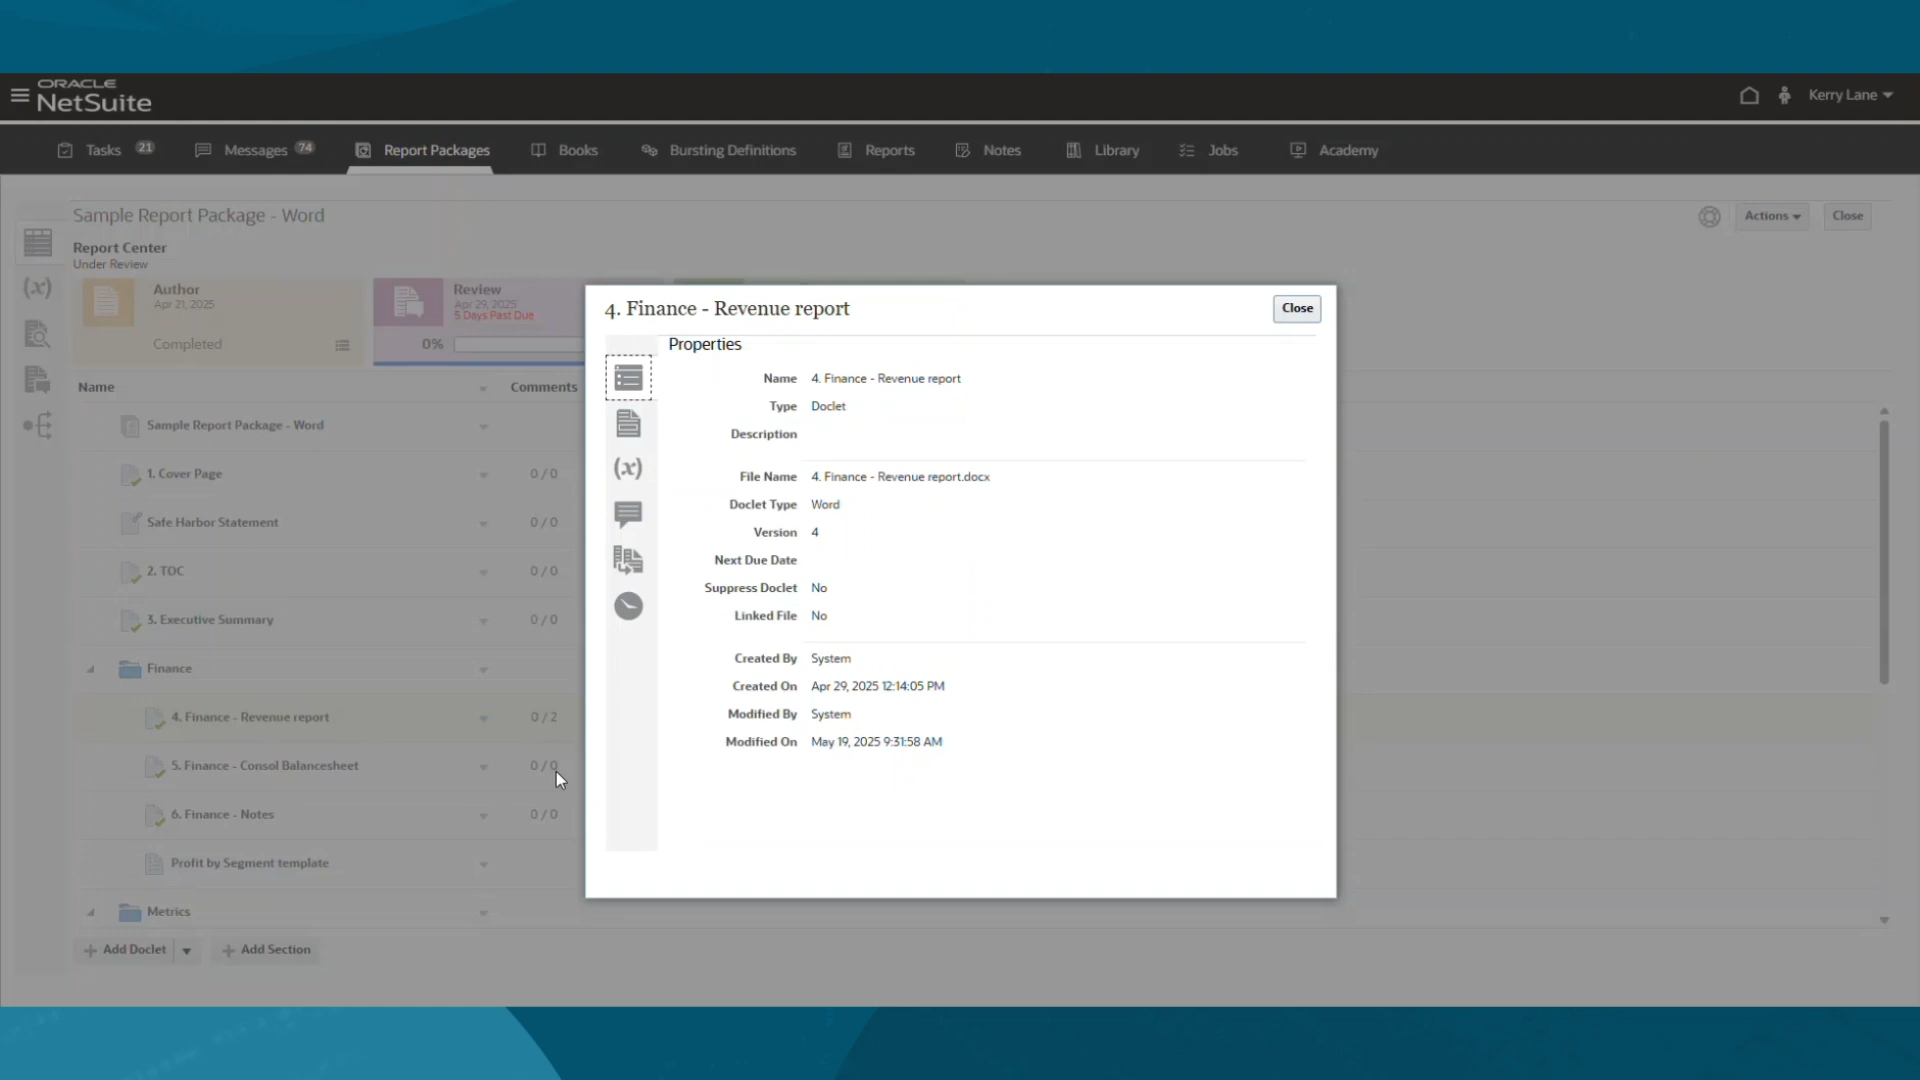 ORACLE
NetSuite
Kerry Lane
Tasks 21 Messages 74 Report Packages Books Bursting Definitions Reports Notes Library Jobs Academy
Sample Report Package - Word
Actions Close
Report Center
Under Review
Author
Apr 21, 2025
Completed
Review
Apr 29, 2025
5 Days Past Due
0%
Name Comments
Sample Report Package - Word
1. Cover Page 0 / 0
Safe Harbor Statement 0 / 0
2. TOC 0 / 0
3. Executive Summary 0 / 0
Finance
4. Finance - Revenue report 0 / 2
5. Finance - Consol Balancesheet 0 / 0
6. Finance - Notes 0 / 0
Profit by Segment template
Metrics
Add Doclet Add Section
4. Finance - Revenue report
Close
Properties
(x)
(x)
Name 4. Finance - Revenue report
Type Doclet
Description
File Name 4. Finance - Revenue report.docx
Doclet Type Word
Version 4
Next Due Date
Suppress Doclet No
Linked File No
Created By System
Created On Apr 29, 2025 12:14:05 PM
Modified By System
Modified On May 19, 2025 9:31:58 AM